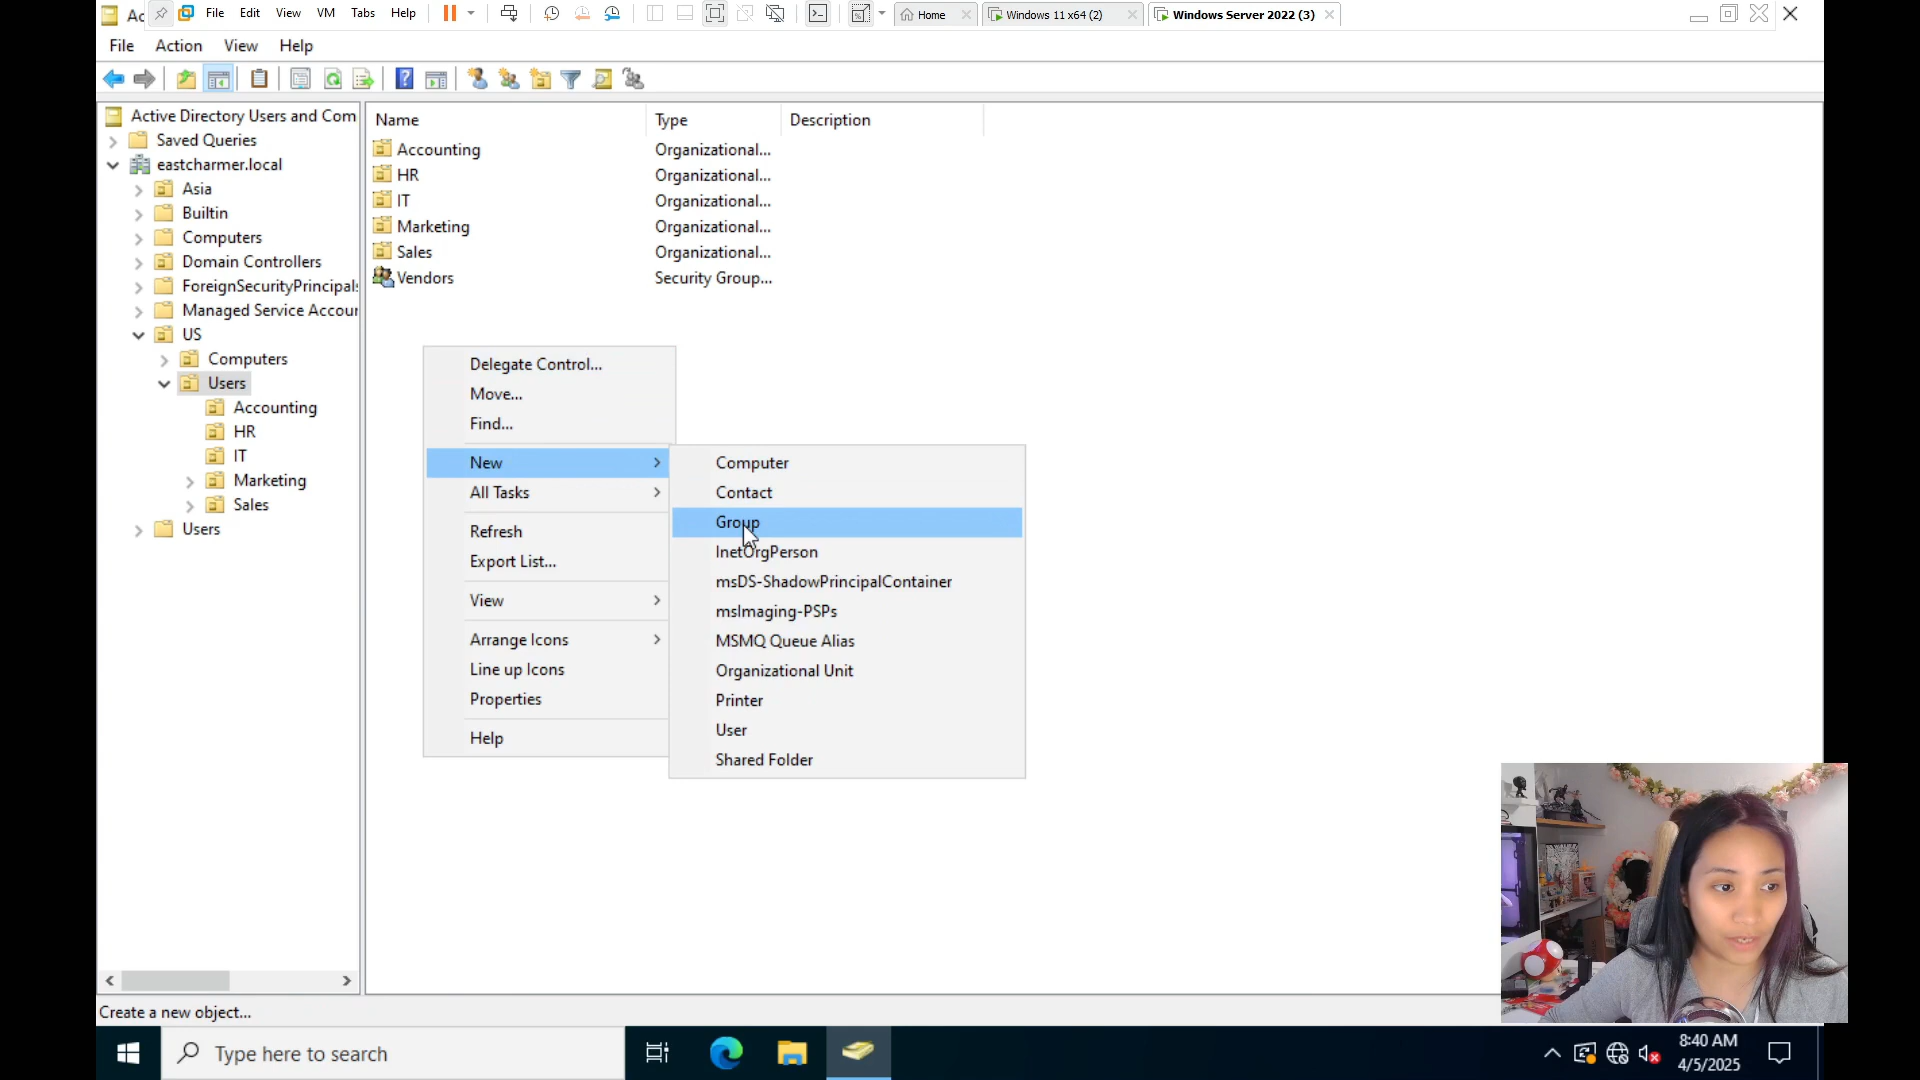 Ac File Edit View VM Tabs Help Home Windows 11 x64 (2) Windows Server 2022 (3)
File Action View Help
Active Directory Users and Com
Saved Queries
eastcharmer.local
Asia
Builtin
Computers
Domain Controllers
ForeignSecurityPrincipals
Managed Service Accour
US
Computers
Users
Accounting
HR
IT
Marketing
Sales
Users
Name Type Description
Accounting Organizational...
HR Organizational...
IT Organizational...
Marketing Organizational...
Sales Organizational...
Vendors Security Group...
Delegate Control...
Move...
Find...
New
All Tasks
Refresh
Export List...
View
Arrange Icons
Line up Icons
Properties
Help
Computer
Contact
Group
InetOrgPerson
msDS-ShadowPrincipalContainer
msImaging-PSPs
MSMQ Queue Alias
Organizational Unit
Printer
User
Shared Folder
Create a new object...
Type here to search
8:40 AM
4/5/2025